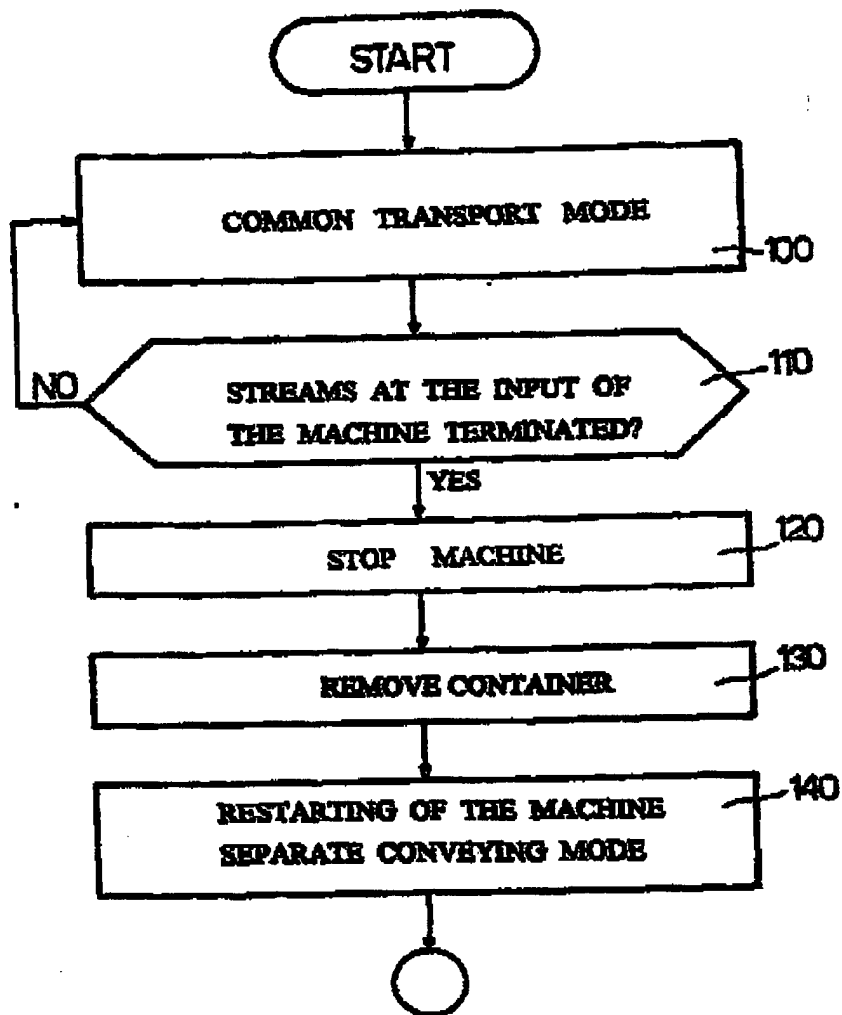 START
COMMON TRANSPORT MODE
100
110
NO
STREAMS AT THE INPUT OF
THE MACHINE TERMINATED?
YES
120
STOP MACHINE
130
REMOVE CONTAINER
140
RESTARTING OF THE MACHINE
SEPARATE CONVEYING MODE